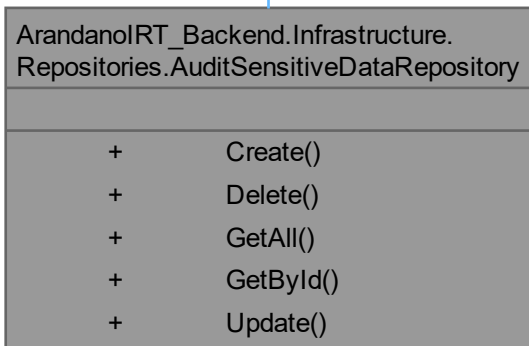 ArandanoIRT_Backend.Infrastructure.
Repositories.AuditSensitiveDataRepository
+ Create()
+ Delete()
+ GetAll()
+ GetById()
+ Update()